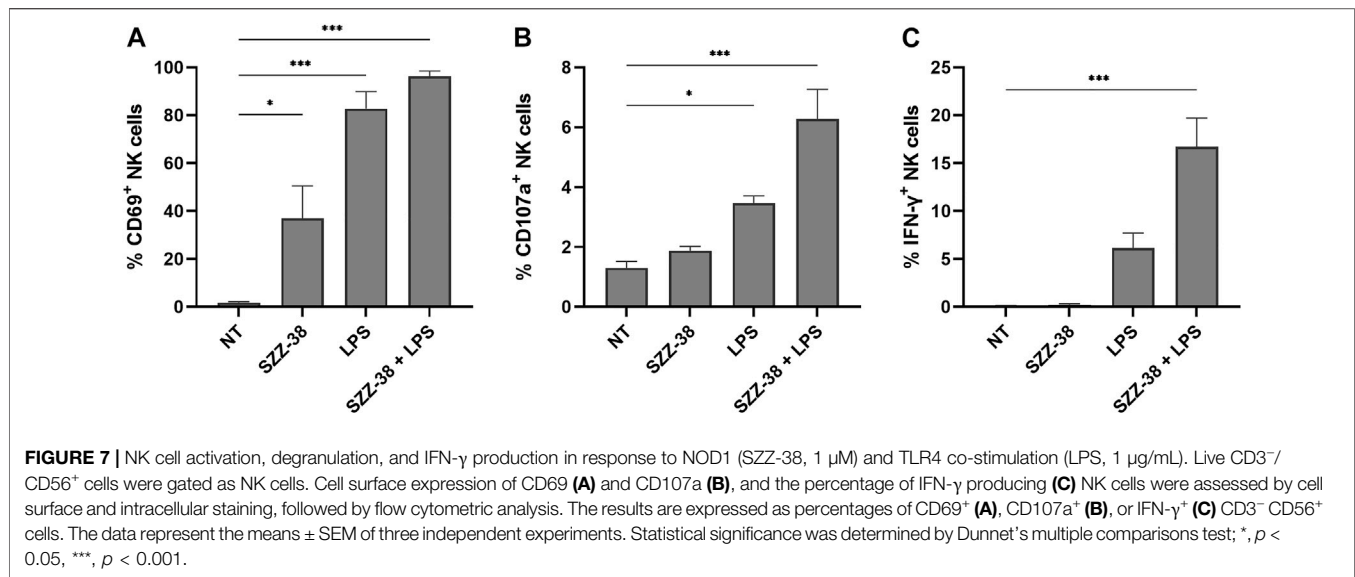 A
***
***
*
% CD69⁺ NK cells
100
80
60
40
20
0
NT
SZZ-38
LPS
SZZ-38 + LPS
B
***
*
% CD107a⁺ NK cells
8
6
4
2
0
NT
SZZ-38
LPS
SZZ-38 + LPS
C
***
% IFN-γ⁺ NK cells
25
20
15
10
5
0
NT
SZZ-38
LPS
SZZ-38 + LPS
FIGURE 7 | NK cell activation, degranulation, and IFN-γ production in response to NOD1 (SZZ-38, 1 μM) and TLR4 co-stimulation (LPS, 1 μg/mL). Live CD3⁻/
CD56⁺ cells were gated as NK cells. Cell surface expression of CD69 (A) and CD107a (B), and the percentage of IFN-γ producing (C) NK cells were assessed by cell
surface and intracellular staining, followed by flow cytometric analysis. The results are expressed as percentages of CD69⁺ (A), CD107a⁺ (B), or IFN-γ⁺ (C) CD3⁻ CD56⁺
cells. The data represent the means ± SEM of three independent experiments. Statistical significance was determined by Dunnet's multiple comparisons test; *, p <
0.05, ***, p < 0.001.